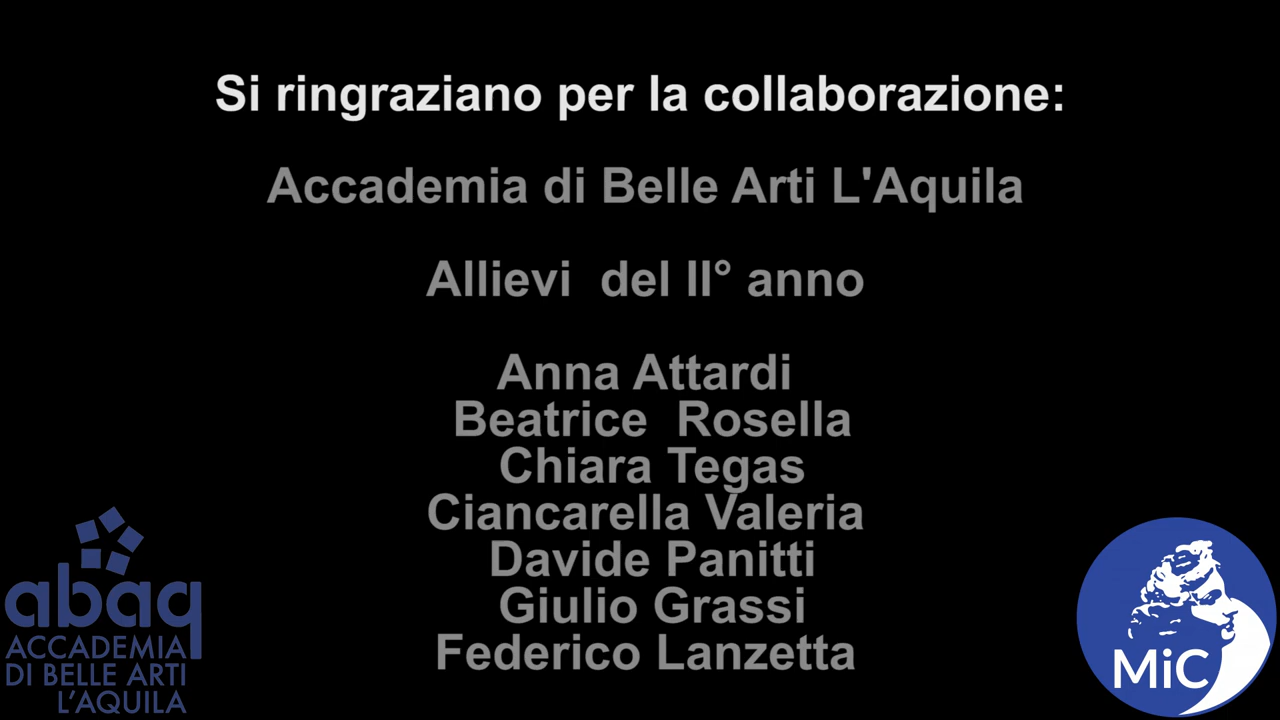 Si ringraziano per la collaborazione:
Accademia di Belle Arti L'Aquila
Allievi  del II° anno
Anna Attardi
Beatrice  Rosella
Chiara Tegas
Ciancarella Valeria
Davide Panitti
Giulio Grassi
Federico Lanzetta
abaq
ACCADEMIA
DI BELLE ARTI
L'AQUILA
MiC